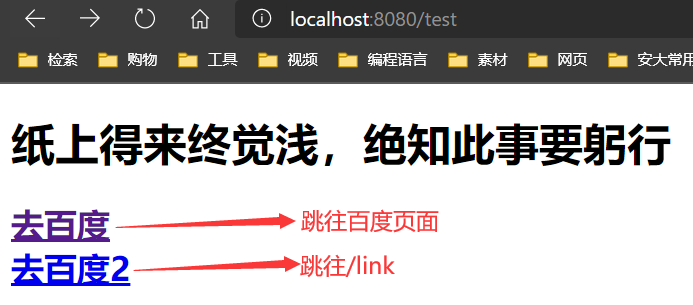 localhost:8080/test
检索 购物 工具 视频 编程语言 素材 网页 安大常用
纸上得来终觉浅，绝知此事要躬行
去百度 跳往百度页面
去百度2 跳往/link